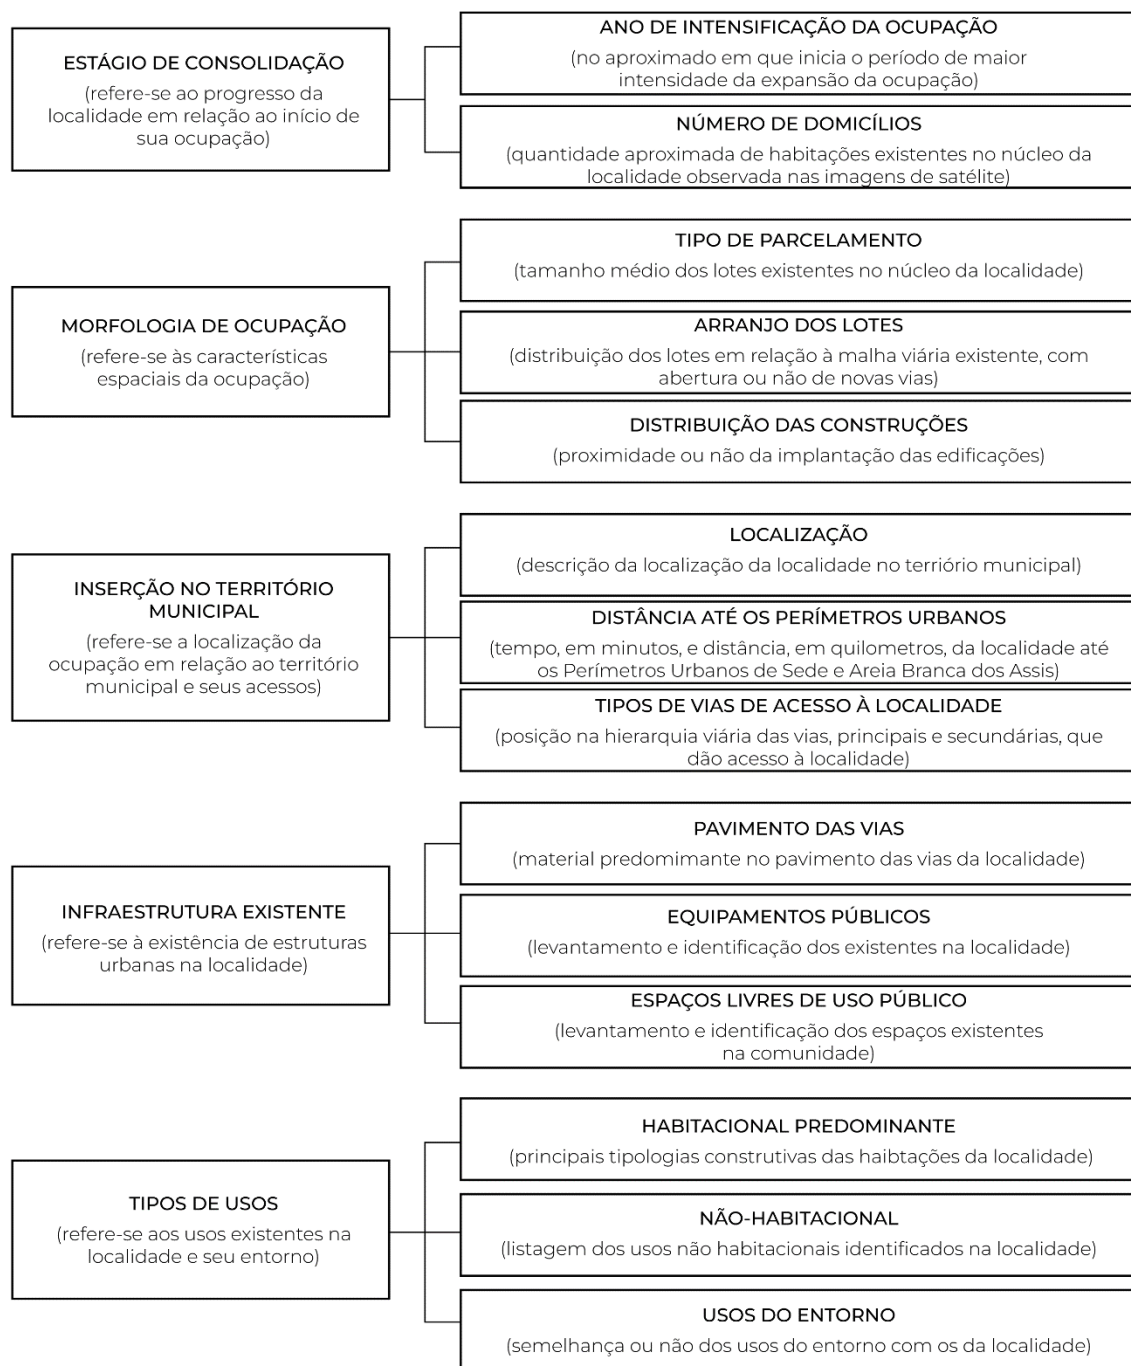 ESTÁGIO DE CONSOLIDAÇÃO
(refere-se ao progresso da
localidade em relação ao início de
sua ocupação)
ANO DE INTENSIFICAÇÃO DA OCUPAÇÃO
(no aproximado em que inicia o período de maior
intensidade da expansão da ocupação)
NÚMERO DE DOMICÍLIOS
(quantidade aproximada de habitações existentes no núcleo da
localidade observada nas imagens de satélite)
MORFOLOGIA DE OCUPAÇÃO
(refere-se às características
espaciais da ocupação)
TIPO DE PARCELAMENTO
(tamanho médio dos lotes existentes no núcleo da localidade)
ARRANJO DOS LOTES
(distribuição dos lotes em relação à malha viária existente, com
abertura ou não de novas vias)
DISTRIBUIÇÃO DAS CONSTRUÇÕES
(proximidade ou não da implantação das edificações)
INSERÇÃO NO TERRITÓRIO
MUNICIPAL
(refere-se a localização da
ocupação em relação ao território
municipal e seus acessos)
LOCALIZAÇÃO
(descrição da localização da localidade no terriório municipal)
DISTÂNCIA ATÉ OS PERÍMETROS URBANOS
(tempo, em minutos, e distância, em quilometros, da localidade até
os Perímetros Urbanos de Sede e Areia Branca dos Assis)
TIPOS DE VIAS DE ACESSO À LOCALIDADE
(posição na hierarquia viária das vias, principais e secundárias, que
dão acesso à localidade)
INFRAESTRUTURA EXISTENTE
(refere-se à existência de estruturas
urbanas na localidade)
PAVIMENTO DAS VIAS
(material predomimante no pavimento das vias da localidade)
EQUIPAMENTOS PÚBLICOS
(levantamento e identificação dos existentes na localidade)
ESPAÇOS LIVRES DE USO PÚBLICO
(levantamento e identificação dos espaços existentes
na comunidade)
TIPOS DE USOS
(refere-se aos usos existentes na
localidade e seu entorno)
HABITACIONAL PREDOMINANTE
(principais tipologias construtivas das haibtações da localidade)
NÃO-HABITACIONAL
(listagem dos usos não habitacionais identificados na localidade)
USOS DO ENTORNO
(semelhança ou não dos usos do entorno com os da localidade)